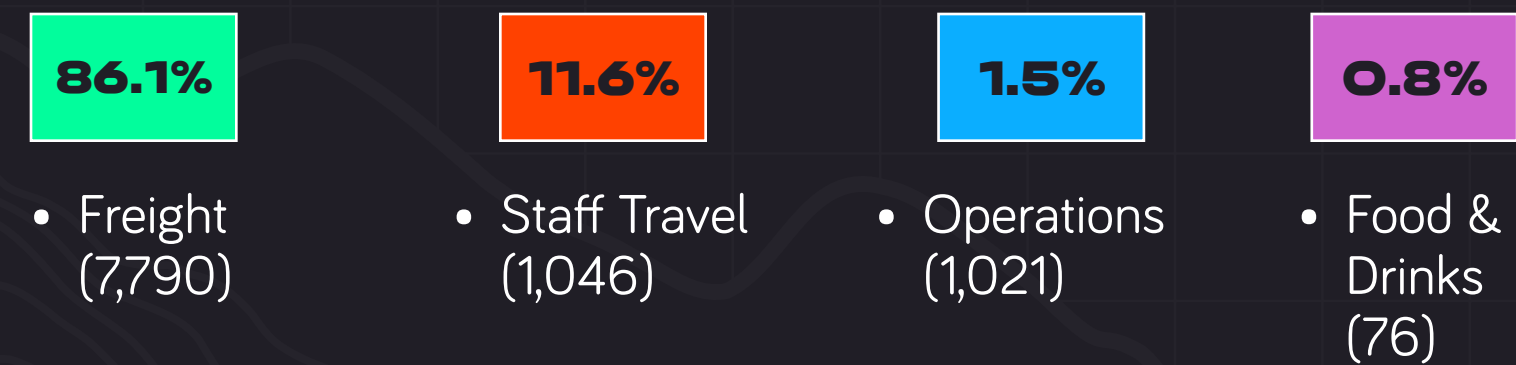 86.1% 11.6% 1.5% 0.8%
• Freight
(7,790)
• Staff Travel
(1,046)
• Operations
(1,021)
• Food &
Drinks
(76)